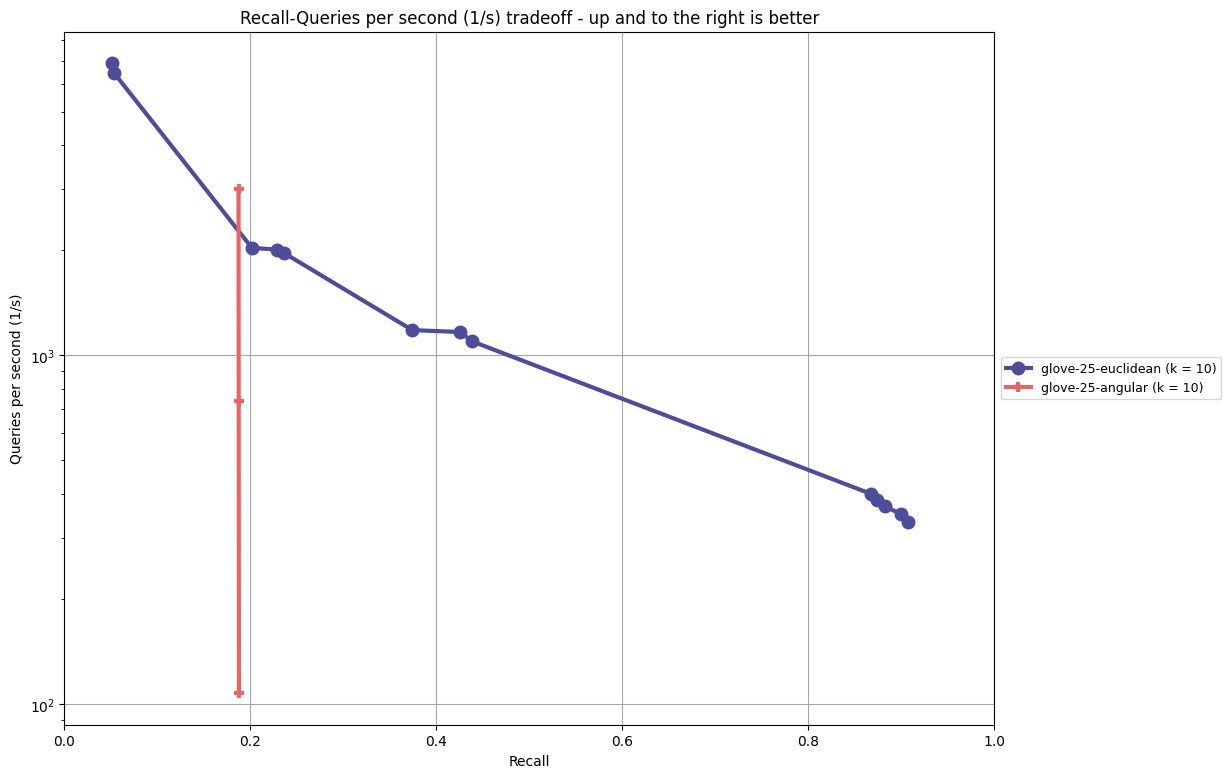 Recall-Queries per second (1/s) tradeoff - up and to the right is better
Queries per second (1/s)
10³
10²
0.0 0.2 0.4 0.6 0.8 1.0
Recall
glove-25-euclidean (k = 10)
glove-25-angular (k = 10)